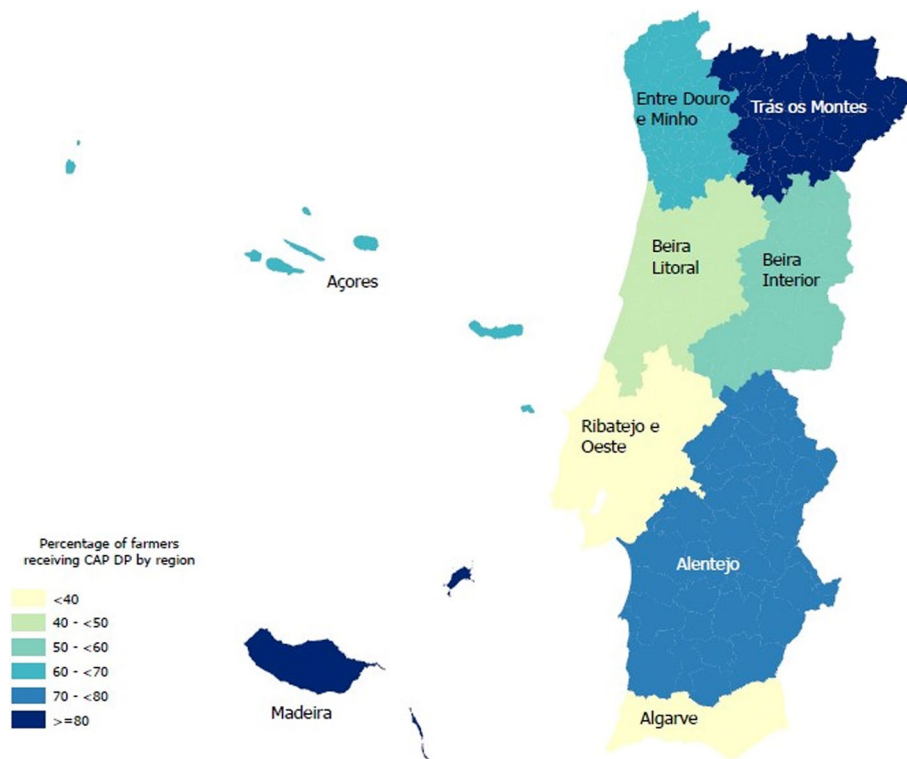 Entre Douro
e Minho
Trás os Montes
Beira
Litoral
Beira
Interior
Açores
Ribatejo e
Oeste
Alentejo
Madeira
Algarve
Percentage of farmers
receiving CAP DP by region
<40
40 - <50
50 - <60
60 - <70
70 - <80
>=80